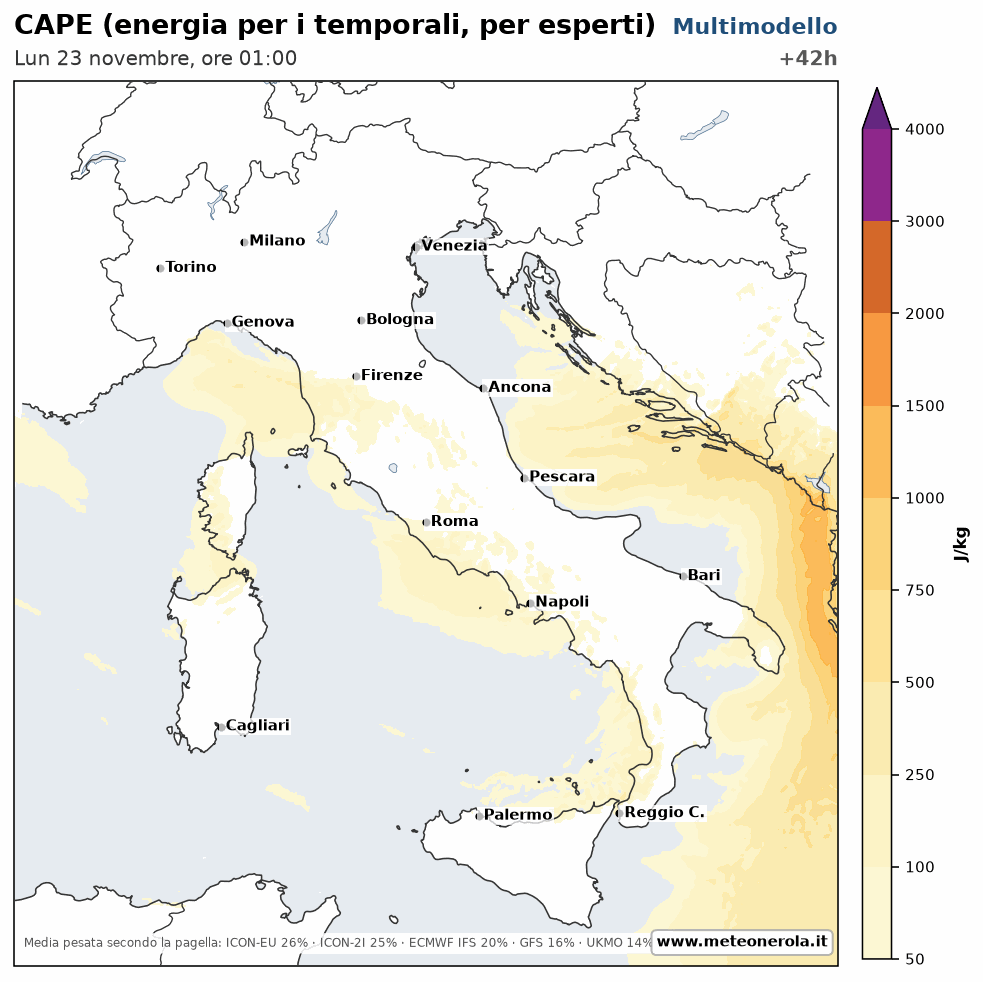 CAPE (energia per i temporali, per esperti)
Multimodello
Lun 23 novembre, ore 01:00
+42h
Milano
Venezia
Torino
Genova
Bologna
Firenze
Ancona
Pescara
Roma
Bari
Napoli
Cagliari
Palermo
Reggio C.
4000
3000
2000
1500
1000
750
500
250
100
50
J/kg
Media pesata secondo la pagella: ICON-EU 26% · ICON-2I 25% · ECMWF IFS 20% · GFS 16% · UKMO 14%
www.meteonerola.it